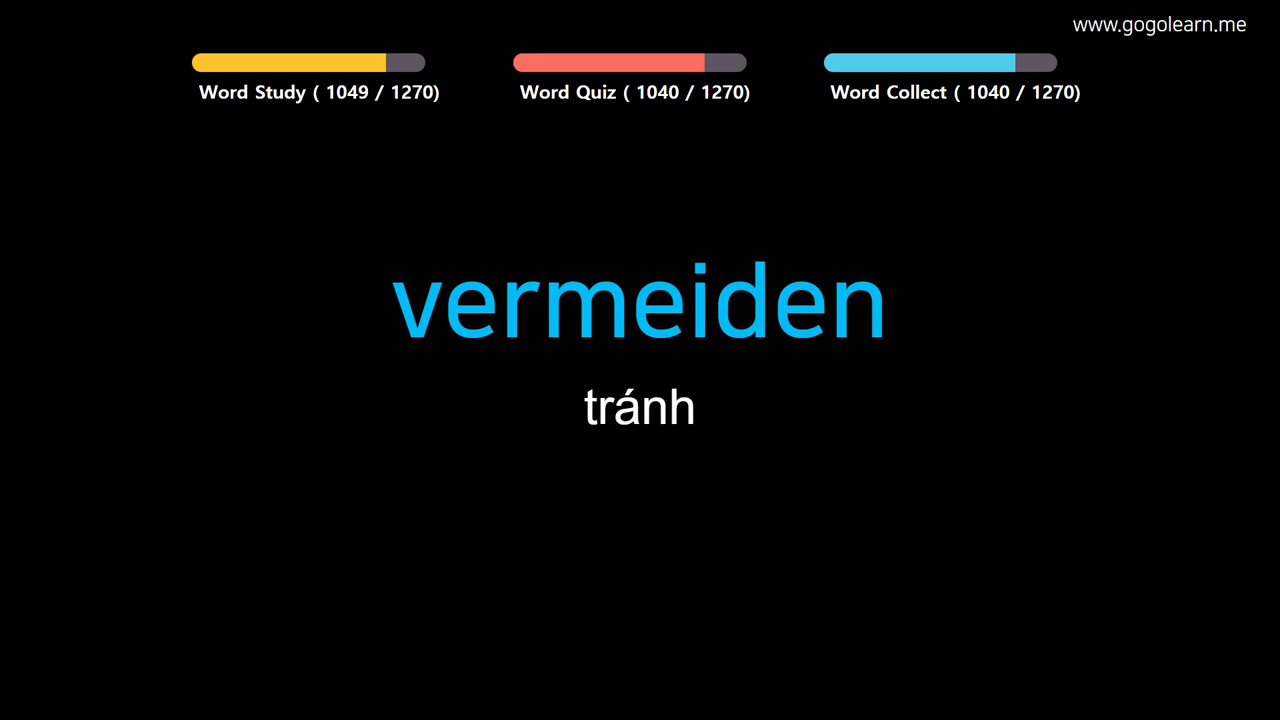 www.gogolearn.me
Word Study ( 1049 / 1270)
Word Quiz ( 1040 / 1270)
Word Collect ( 1040 / 1270)
vermeiden
tránh